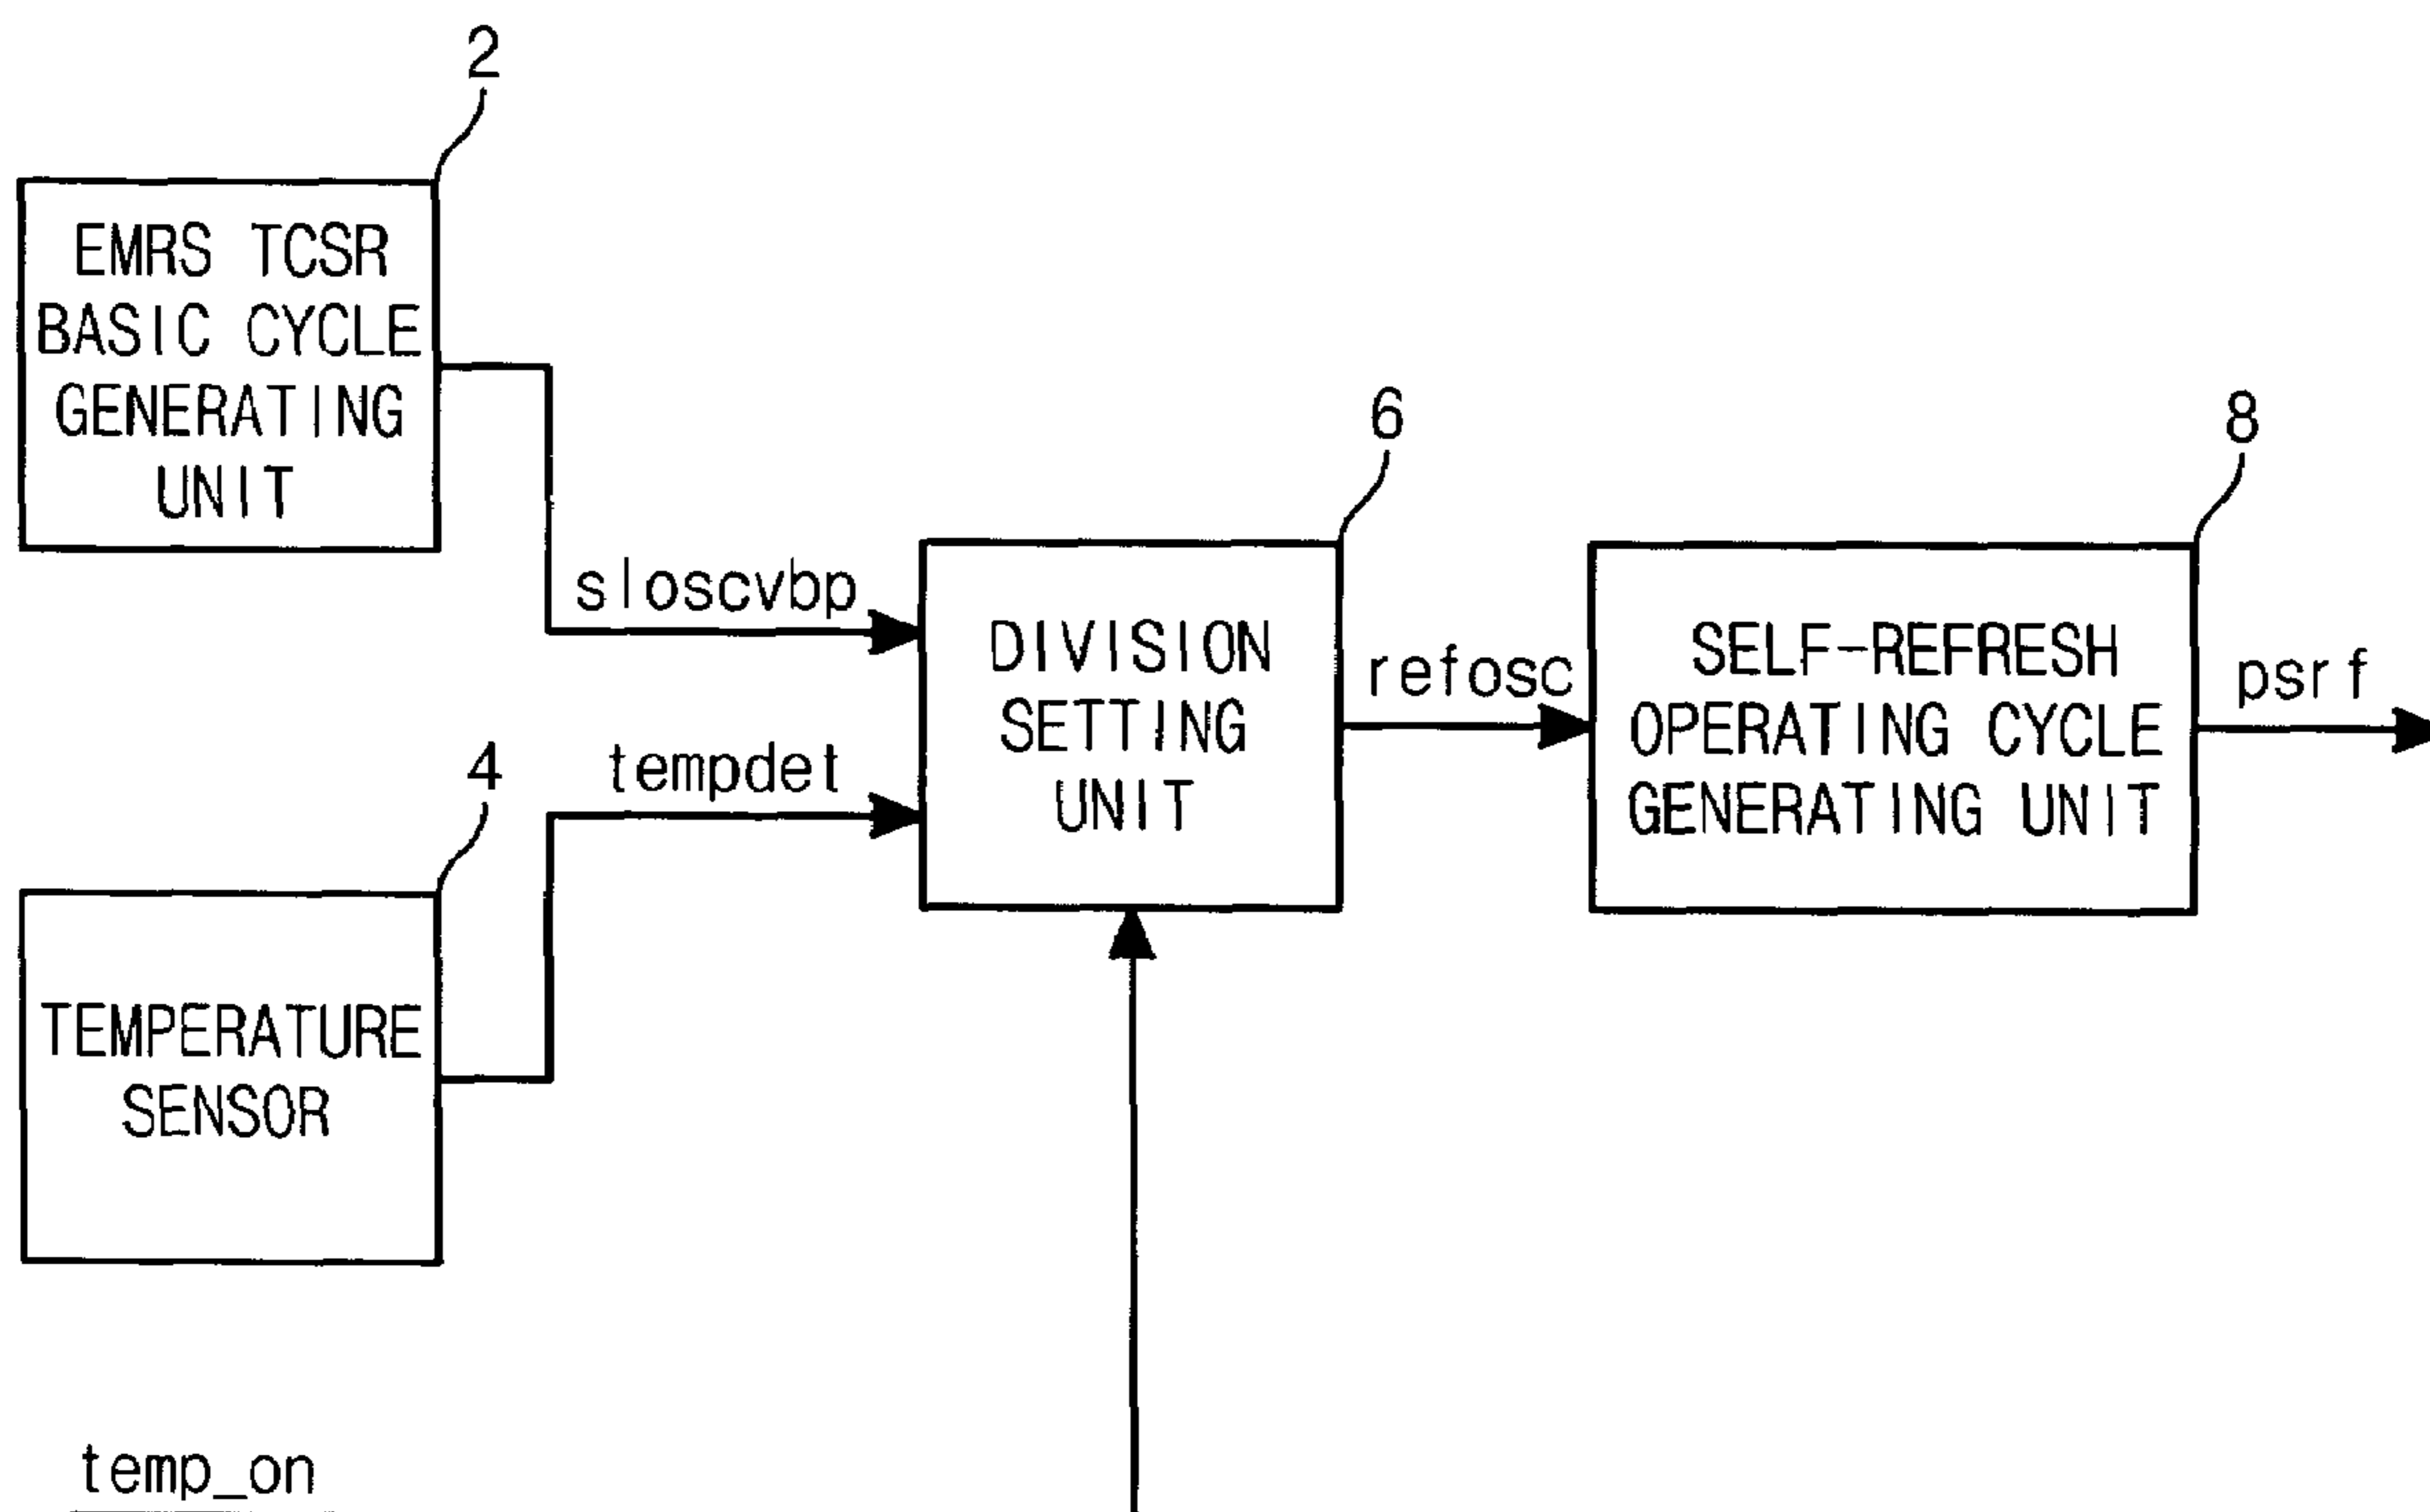 2
EMRS TCSR
BASIC CYCLE
GENERATING
UNIT
sloscvbp
6
8
DIVISION
SETTING
UNIT
refosc
SELF-REFRESH
OPERATING CYCLE
GENERATING UNIT
psrf
4
tempdet
TEMPERATURE
SENSOR
temp_on